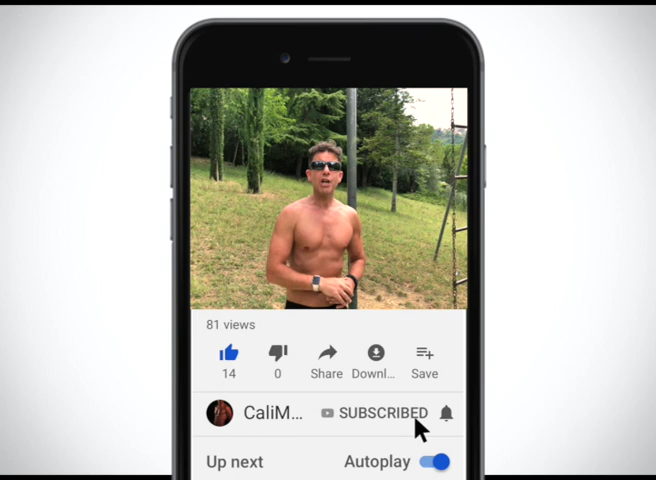 81 views
14 0 Share Downl... Save
CaliM... SUBSCRIBED
Up next Autoplay